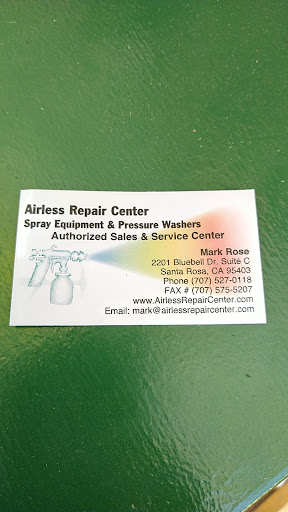 Airless Repair Center
Spray Equipment & Pressure Washers
Authorized Sales & Service Center
Mark Rose
2201 Bluebell Dr. Suite C
Santa Rosa, CA 95403
Phone (707) 527-0118
FAX # (707) 575-5207
www.AirlessRepairCenter.com
Email: mark@airlessrepaircenter.com